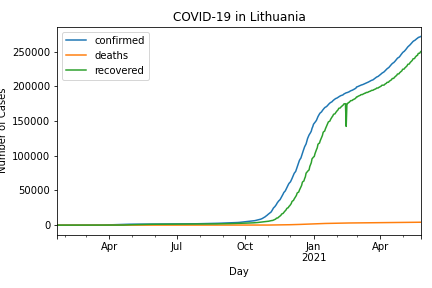 COVID-19 in Lithuania
confirmed
deaths
recovered
250000
200000
150000
100000
50000
0
Number of Cases
Apr
Jul
Oct
Jan
2021
Apr
Day